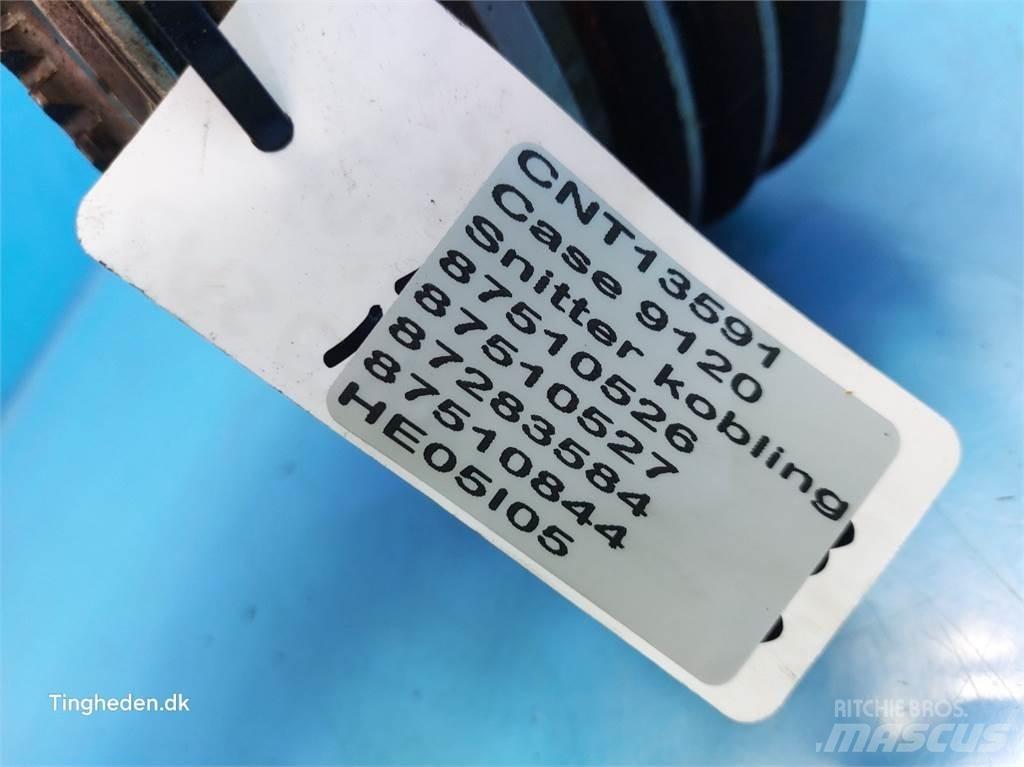 CNT13591
Case 9120
Snitter kobling
87510526
87510527
87283584
87510844
HE05I05
Tingheden.dk
RITCHIE BROS.
MASCUS